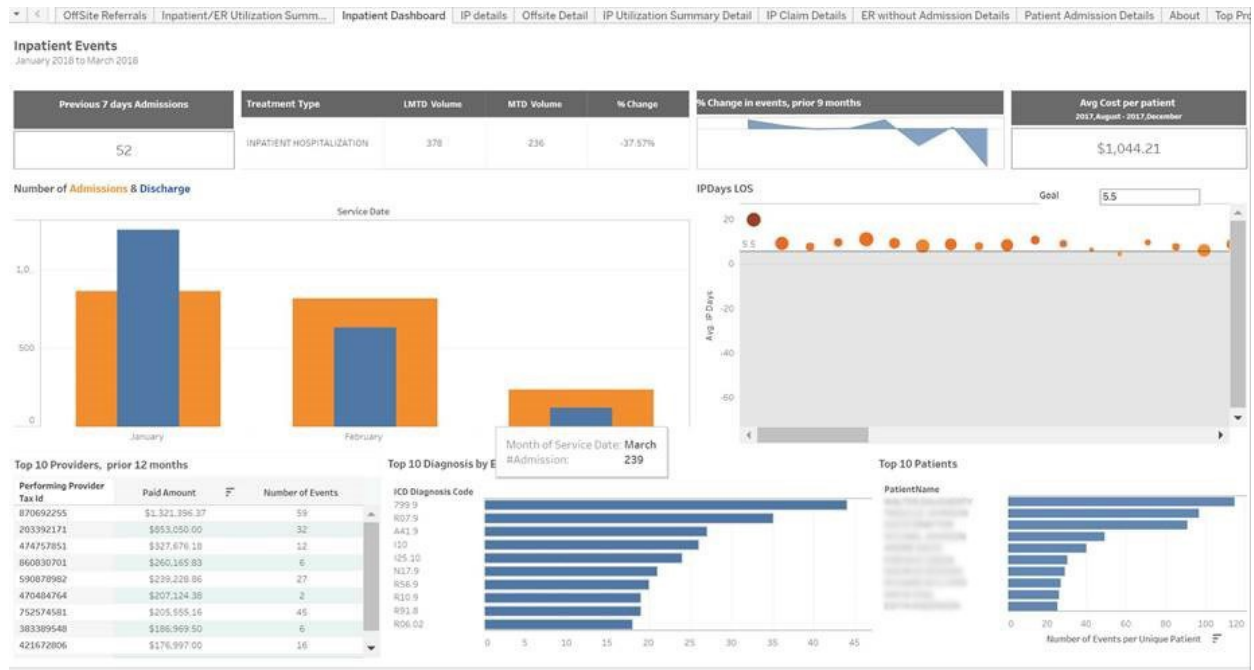 OffSite Referrals Inpatient/ER Utilization Summ... Inpatient Dashboard IP details Offsite Detail IP Utilization Summary Detail IP Claim Details ER without Admission Details Patient Admission Details About Top Pro
Inpatient Events
January 2018 to March 2018
Previous 7 days Admissions
52
Treatment Type LMTD Volume MTD Volume % Change
INPATIENT HOSPITALIZATION 378 236 -37.57%
% Change in events, prior 9 months
Avg Cost per patient
2017,August - 2017,December
$1,044.21
Number of Admissions & Discharge
Service Date
1,0..
500
0
January
February
Month of Service Date: March
#Admission: 239
IPDays LOS
Goal 5.5
20
5.5
0
-20
-40
-60
Avg. IP Days
Top 10 Providers, prior 12 months
Performing Provider
Tax Id
Paid Amount
Number of Events
870692255 $1,321,396.37 59
203392171 $853,050.00 32
474757851 $327,676.18 12
860830701 $260,165.83 6
590878982 $239,228.86 27
470484764 $207,124.38 2
752574581 $205,555.16 45
383389548 $186,969.50 6
421672806 $176,997.00 16
Top 10 Diagnosis by E
ICD Diagnosis Code
799.9
R07.9
A41.9
I10
I25.10
N17.9
R56.9
R10.9
R91.8
R06.02
0 5 10 15 20 25 30 35 40 45
Top 10 Patients
PatientName
0 20 40 60 80 100 120
Number of Events per Unique Patient